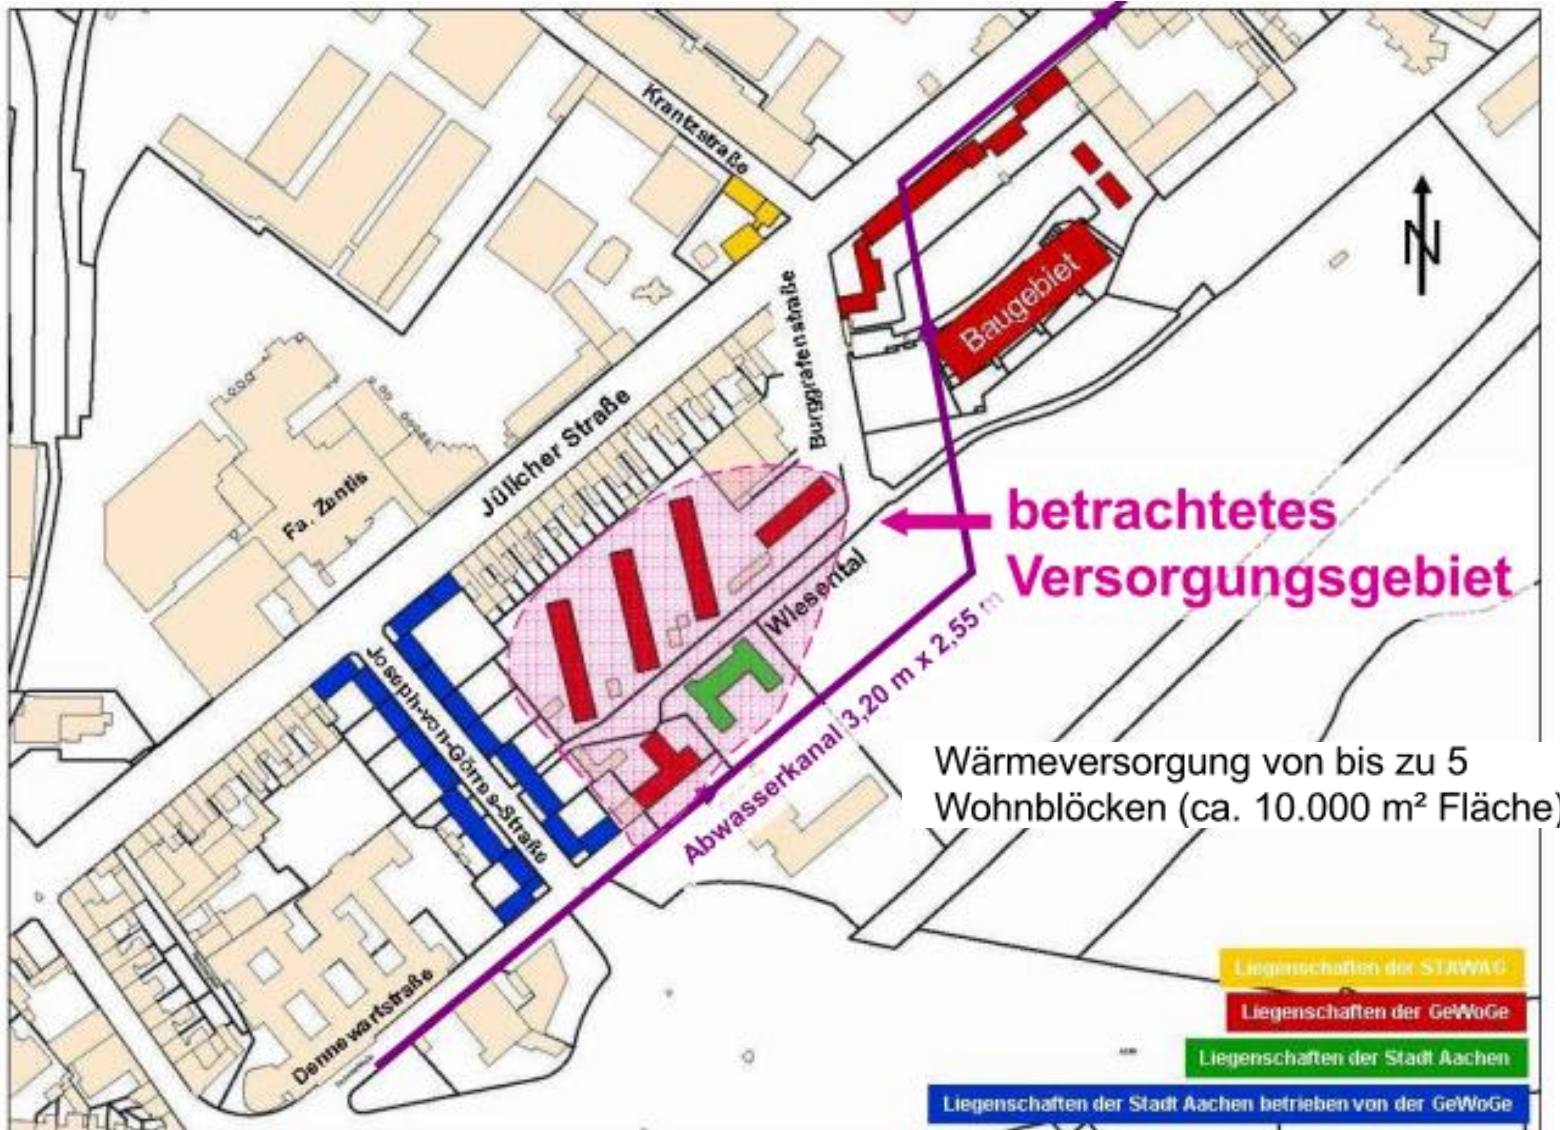 Krantzstraße
Burggrafenstraße
Baugebiet
N
Jülicher Straße
Fa. Zentis
betrachtetes
Versorgungsgebiet
Wiesental
Joseph-von-Görres-Straße
Abwasserkanal 3,20 m x 2,55 m
Wärmeversorgung von bis zu 5
Wohnblöcken (ca. 10.000 m² Fläche)
Dennewartstraße
Liegenschaften der STAWAG
Liegenschaften der GeWoGe
Liegenschaften der Stadt Aachen
Liegenschaften der Stadt Aachen betrieben von der GeWoGe